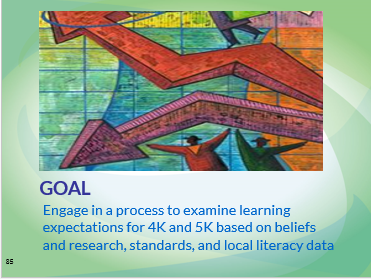 GOAL
Engage in a process to examine learning
expectations for 4K and 5K based on beliefs
and research, standards, and local literacy data
85